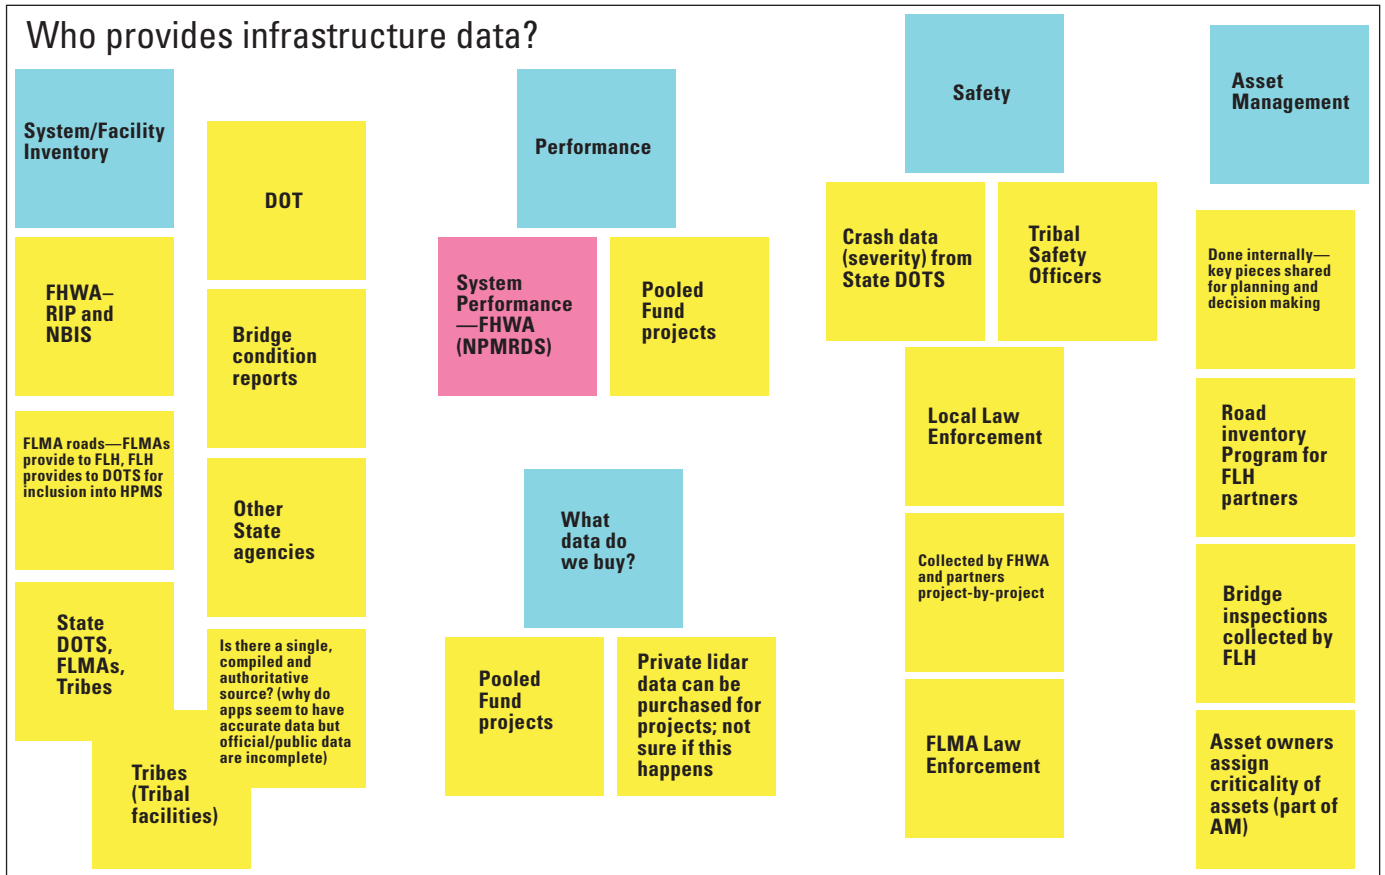 Who provides infrastructure data?
System/Facility
Inventory
FHWA–
RIP and
NBIS
FLMA roads—FLMAs
provide to FLH, FLH
provides to DOTS for
inclusion into HPMS
State
DOTS,
FLMAs,
Tribes
Tribes
(Tribal
facilities)
DOT
Bridge
condition
reports
Other
State
agencies
Is there a single,
compiled and
authoritative
source? (why do
apps seem to have
accurate data but
official/public data
are incomplete)
Performance
System
Performance
—FHWA
(NPMRDS)
Pooled
Fund
projects
What
data do
we buy?
Pooled
Fund
projects
Private lidar
data can be
purchased for
projects; not
sure if this
happens
Safety
Crash data
(severity) from
State DOTS
Tribal
Safety
Officers
Local Law
Enforcement
Collected by FHWA
and partners
project-by-project
FLMA Law
Enforcement
Asset
Management
Done internally—
key pieces shared
for planning and
decision making
Road
inventory
Program for
FLH
partners
Bridge
inspections
collected by
FLH
Asset owners
assign
criticality of
assets (part of
AM)